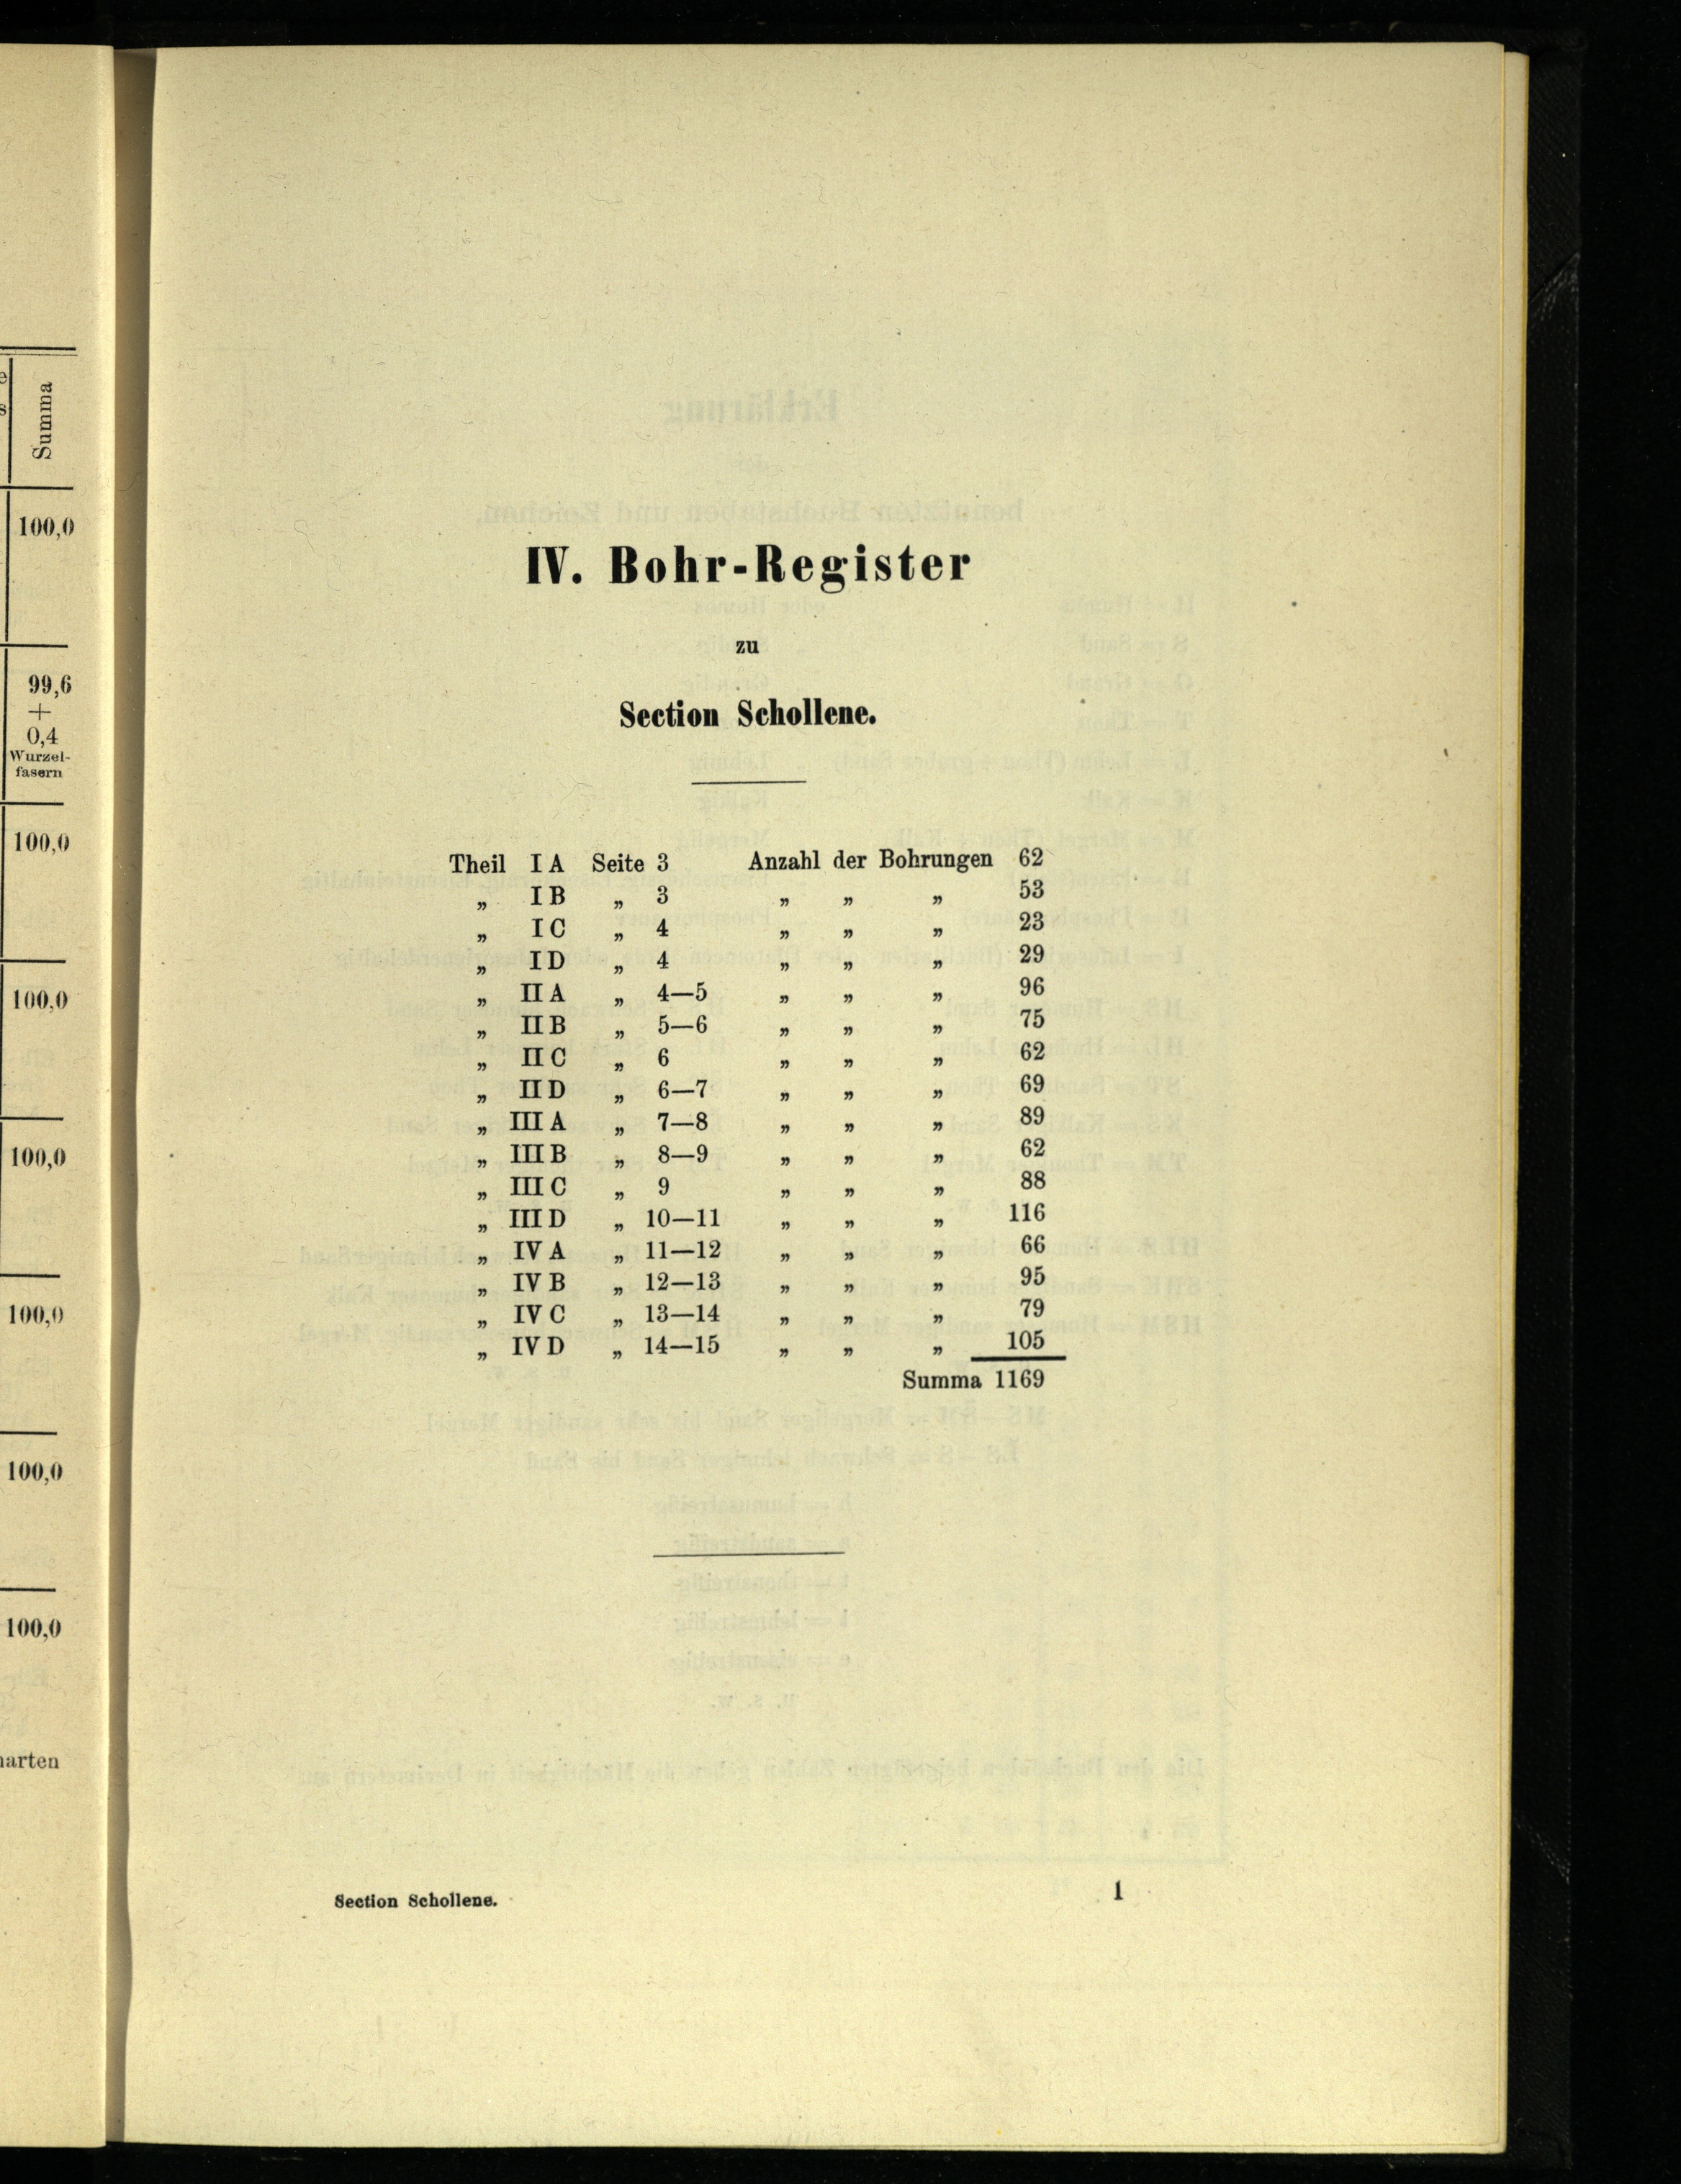 e
s
Summa
100,0
99,6
+
0,4
Wurzel-
fasern
100,0
100,0
100,0
100,0
100,0
100,0
arten
IV. Bohr-Register
zu
Section Schollene.
Theil I A Seite 3 Anzahl der Bohrungen 62
„ I B „ 3 „ „ „ 53
„ I C „ 4 „ „ „ 23
„ I D „ 4 „ „ „ 29
„ II A „ 4—5 „ „ „ 96
„ II B „ 5—6 „ „ „ 75
„ II C „ 6 „ „ „ 62
„ II D „ 6—7 „ „ „ 69
„ III A „ 7—8 „ „ „ 89
„ III B „ 8—9 „ „ „ 62
„ III C „ 9 „ „ „ 88
„ III D „ 10—11 „ „ „ 116
„ IV A „ 11—12 „ „ „ 66
„ IV B „ 12—13 „ „ „ 95
„ IV C „ 13—14 „ „ „ 79
„ IV D „ 14—15 „ „ „ 105
Summa 1169
Section Schollene. 1